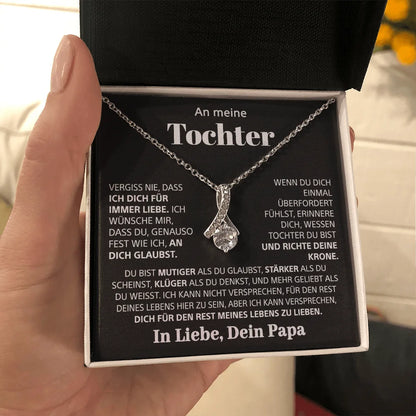 An meine
Tochter
VERGISS NIE, DASS
ICH DICH FÜR
IMMER LIEBE. ICH
WÜNSCHE MIR,
DASS DU, GENAUSO
FEST WIE ICH, AN
DICH GLAUBST.
WENN DU DICH
EINMAL
ÜBERFORDERT
FÜHLST, ERINNERE
DICH, WESSEN
TOCHTER DU BIST
UND RICHTE DEINE
KRONE.
DU BIST MUTIGER ALS DU GLAUBST, STÄRKER ALS DU
SCHEINST, KLÜGER ALS DU DENKST, UND MEHR GELIEBT ALS
DU WEISST. ICH KANN NICHT VERSPRECHEN, FÜR DEN REST
DEINES LEBENS HIER ZU SEIN, ABER ICH KANN VERSPRECHEN,
DICH FÜR DEN REST MEINES LEBENS ZU LIEBEN.
In Liebe, Dein Papa